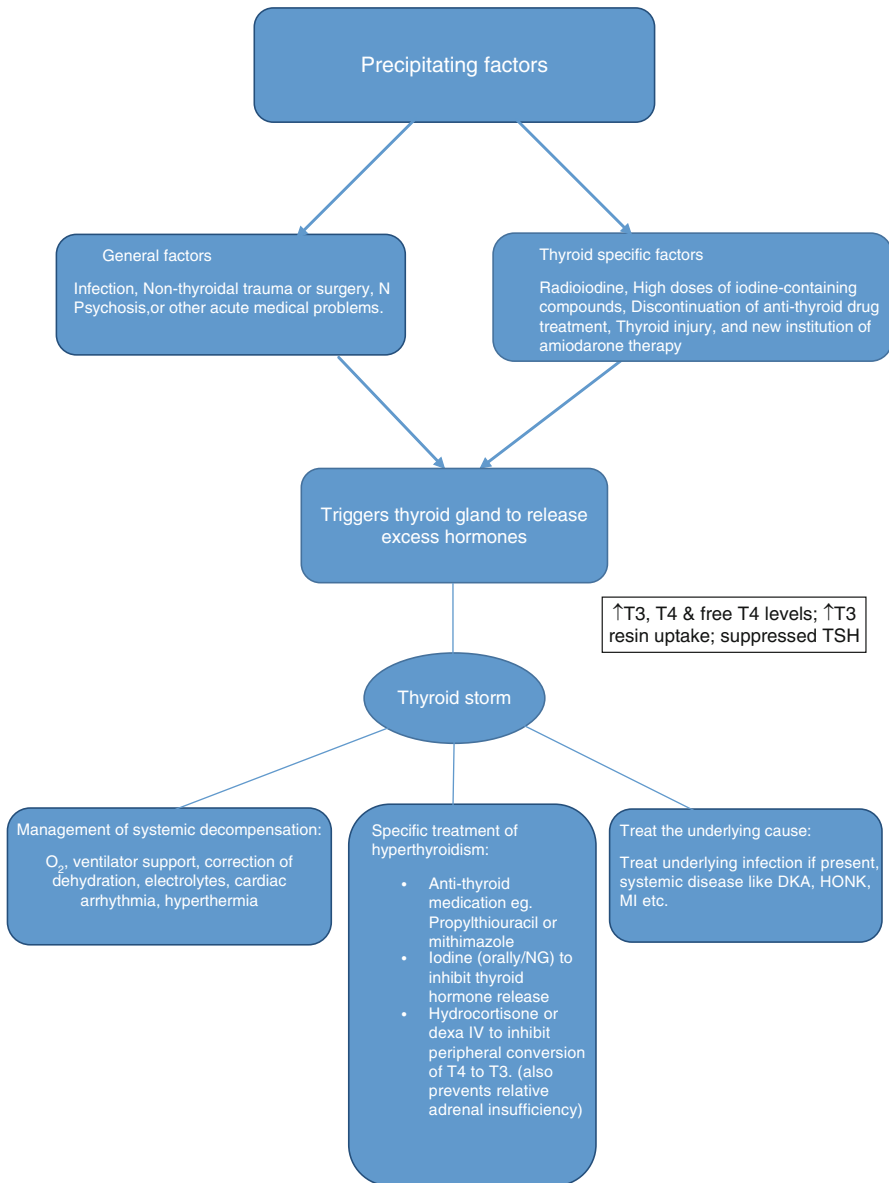 Precipitating factors
General factors
Infection, Non-thyroidal trauma or surgery, N
Psychosis,or other acute medical problems.
Thyroid specific factors
Radioiodine, High doses of iodine-containing
compounds, Discontinuation of anti-thyroid drug
treatment, Thyroid injury, and new institution of
amiodarone therapy
Triggers thyroid gland to release
excess hormones
↑T3, T4 & free T4 levels; ↑T3
resin uptake; suppressed TSH
Thyroid storm
Management of systemic decompensation:
O₂, ventilator support, correction of
dehydration, electrolytes, cardiac
arrhythmia, hyperthermia
Specific treatment of
hyperthyroidism:
• Anti-thyroid
medication eg.
Propylthiouracil or
mithimazole
• Iodine (orally/NG) to
inhibit thyroid
hormone release
• Hydrocortisone or
dexa IV to inhibit
peripheral conversion
of T4 to T3. (also
prevents relative
adrenal insufficiency)
Treat the underlying cause:
Treat underlying infection if present,
systemic disease like DKA, HONK,
MI etc.